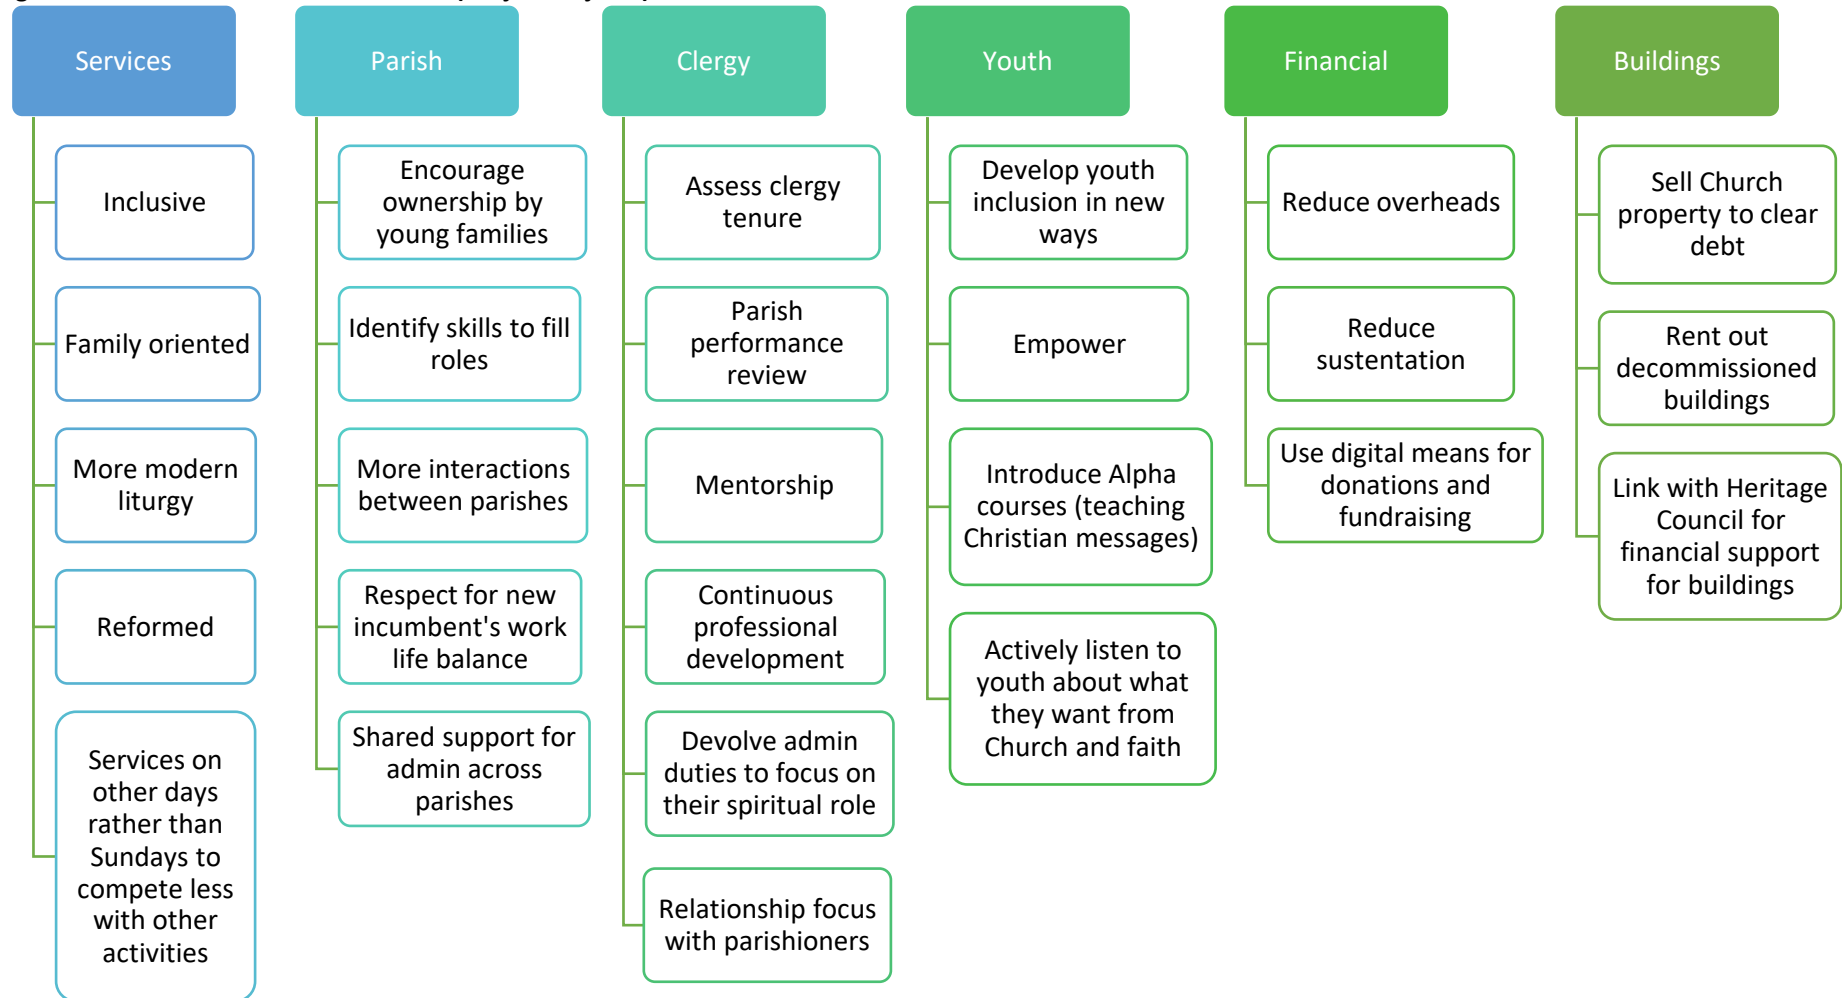 Services
Inclusive
Family oriented
More modern
liturgy
Reformed
Services on
other days
rather than
Sundays to
compete less
with other
activities
Parish
Encourage
ownership by
young families
Identify skills to fill
roles
More interactions
between parishes
Respect for new
incumbent's work
life balance
Shared support for
admin across
parishes
Clergy
Assess clergy
tenure
Parish
performance
review
Mentorship
Continuous
professional
development
Devolve admin
duties to focus on
their spiritual role
Relationship focus
with parishioners
Youth
Develop youth
inclusion in new
ways
Empower
Introduce Alpha
courses (teaching
Christian messages)
Actively listen to
youth about what
they want from
Church and faith
Financial
Reduce overheads
Reduce
sustentation
Use digital means for
donations and
fundraising
Buildings
Sell Church
property to clear
debt
Rent out
decommissioned
buildings
Link with Heritage
Council for
financial support
for buildings